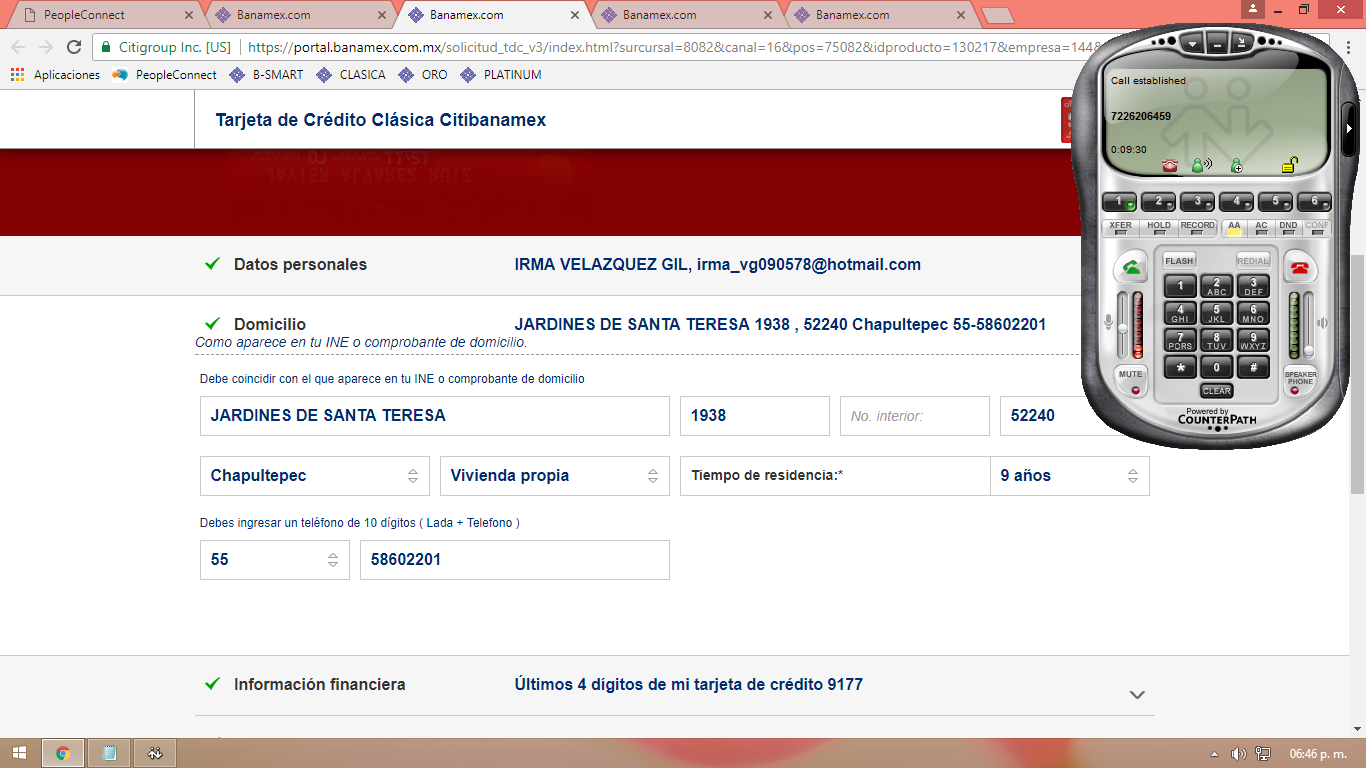 PeopleConnect
Banamex.com
Banamex.com
Banamex.com
Banamex.com
Citigroup Inc. [US]
https://portal.banamex.com.mx/solicitud_tdc_v3/index.html?surcursal=8082&canal=16&pos=75082&idproducto=130217&empresa=144&
Aplicaciones
PeopleConnect
B-SMART
CLASICA
ORO
PLATINUM
Tarjeta de Crédito Clásica Citibanamex
JAVIER ALVAREZ RUIZ
Datos personales
IRMA VELAZQUEZ GIL, irma_vg090578@hotmail.com
Domicilio
JARDINES DE SANTA TERESA 1938 , 52240 Chapultepec 55-58602201
Como aparece en tu INE o comprobante de domicilio.
Debe coincidir con el que aparece en tu INE o comprobante de domicilio
JARDINES DE SANTA TERESA
1938
No. interior:
52240
Chapultepec
Vivienda propia
Tiempo de residencia:*
9 años
Debes ingresar un teléfono de 10 dígitos ( Lada + Telefono )
55
58602201
Información financiera
Últimos 4 dígitos de mi tarjeta de crédito 9177
Call established
7226206459
0:09:30
1 2 3 4 5 6
XFER HOLD RECORD AA AC DND CONF
FLASH REDIAL
1 2 ABC 3 DEF
4 GHI 5 JKL 6 MNO
7 PQRS 8 TUV 9 WXYZ
* 0 #
MUTE
CLEAR
SPEAKER PHONE
Powered by
COUNTERPATH
06:46 p. m.